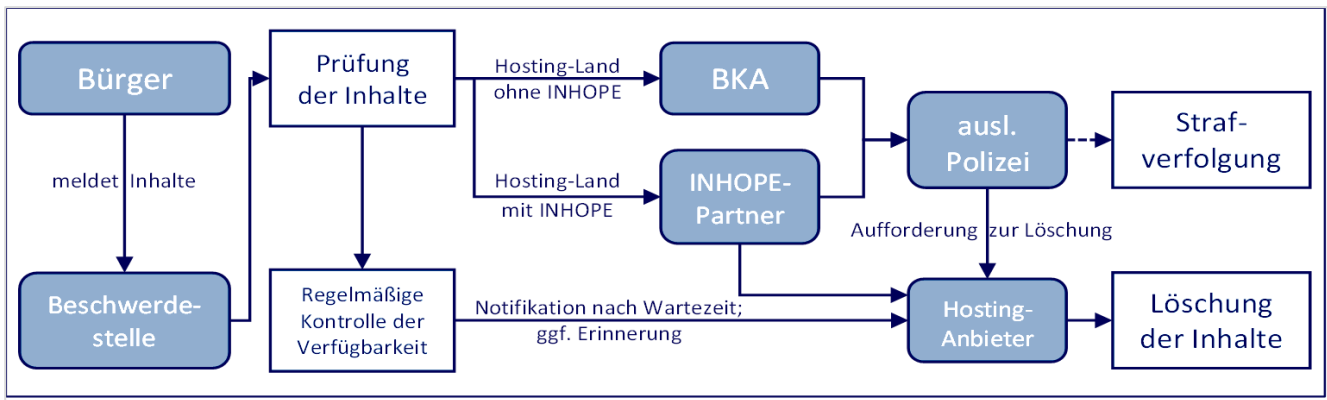 Bürger
meldet Inhalte
Beschwerde-
stelle
Prüfung
der Inhalte
Regelmäßige
Kontrolle der
Verfügbarkeit
Hosting-Land
ohne INHOPE
Hosting-Land
mit INHOPE
BKA
INHOPE-
Partner
Notifikation nach Wartezeit;
ggf. Erinnerung
ausl.
Polizei
Aufforderung zur Löschung
Hosting-
Anbieter
Straf-
verfolgung
Löschung
der Inhalte